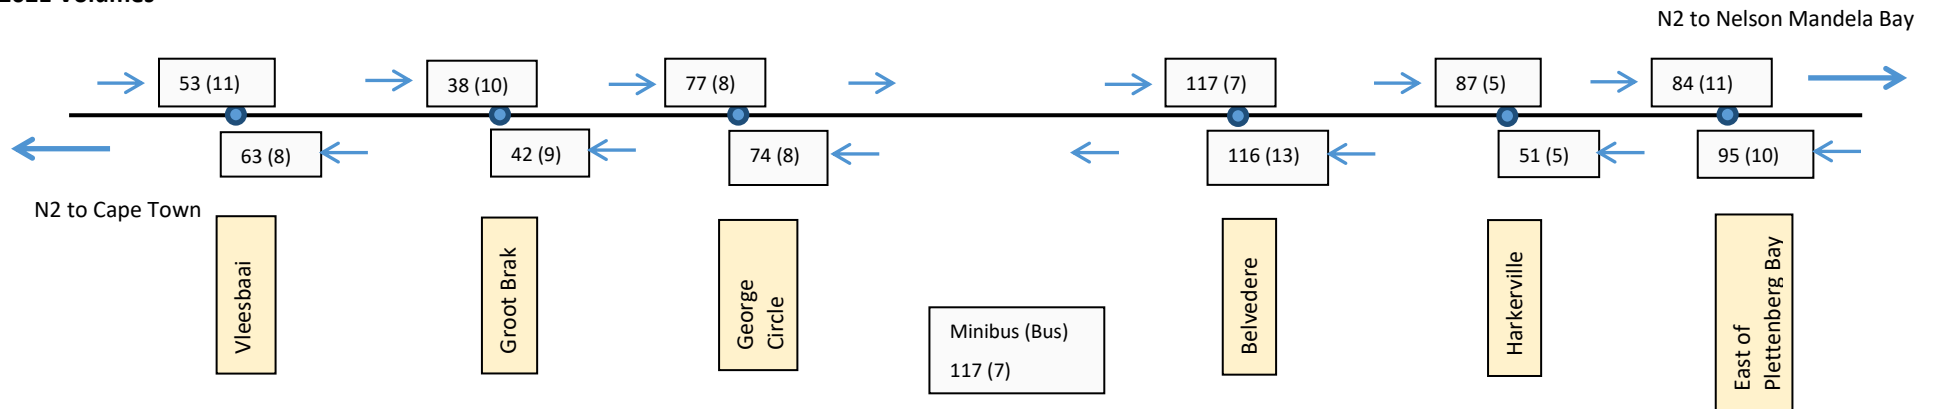 N2 to Nelson Mandela Bay
53 (11)
38 (10)
77 (8)
117 (7)
87 (5)
84 (11)
63 (8)
42 (9)
74 (8)
116 (13)
51 (5)
95 (10)
N2 to Cape Town
Vleesbaai
Groot Brak
George
Circle
Minibus (Bus)
117 (7)
Belvedere
Harkerville
East of
Plettenberg Bay